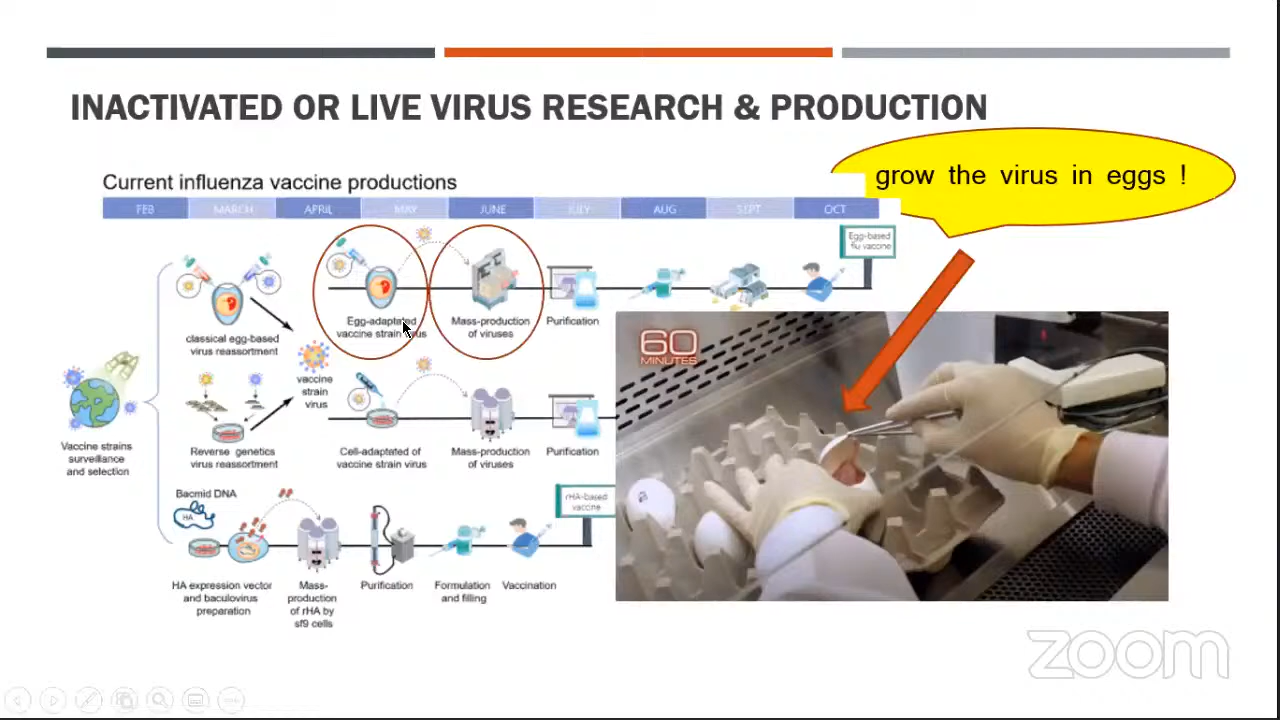 INACTIVATED OR LIVE VIRUS RESEARCH & PRODUCTION
grow the virus in eggs !
Current influenza vaccine productions
FEB MARCH APRIL MAY JUNE JULY AUG SEPT OCT
Egg-based
flu vaccine
classical egg-based
virus reassortment
Egg-adaptated
vaccine strain virus
Mass-production
of viruses
Purification
vaccine
strain
virus
Vaccine strains
surveillance
and selection
Reverse genetics
virus reassortment
Cell-adaptated of
vaccine strain virus
Mass-production
of viruses
Purification
Bacmid DNA
HA
rHA-based
vaccine
HA expression vector
and baculovirus
preparation
Mass-
production
of rHA by
sf9 cells
Purification
Formulation
and filling
Vaccination
60
MINUTES
zoom